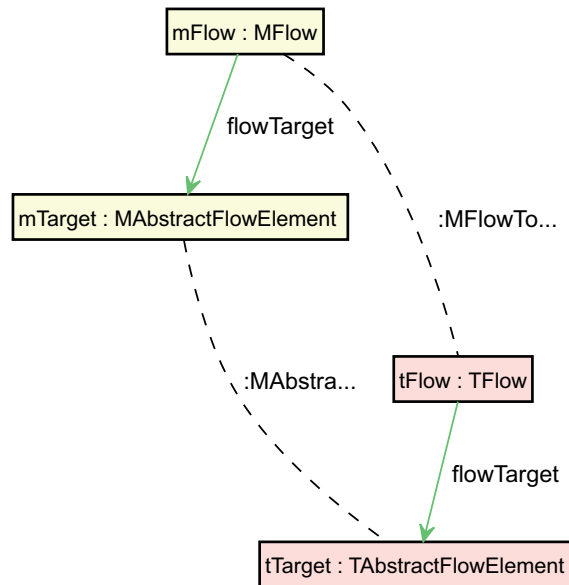 mFlow : MFlow
flowTarget
mTarget : MAbstractFlowElement
:MFlowTo...
:MAbstra...
tFlow : TFlow
flowTarget
tTarget : TAbstractFlowElement